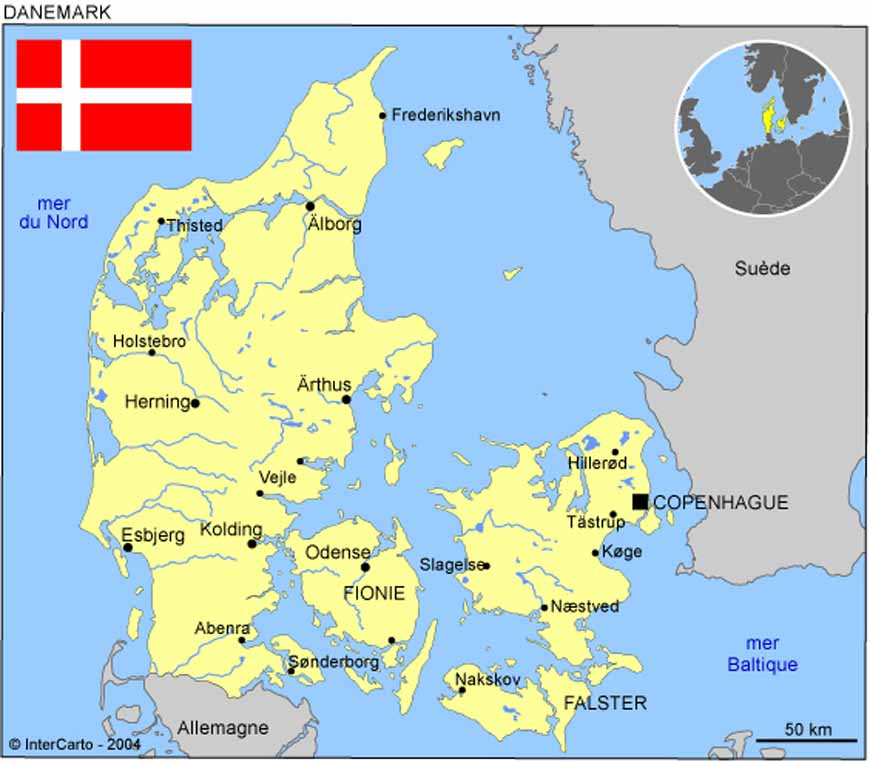 DANEMARK
Frederikshavn
mer
du Nord
Thisted
Älborg
Suède
Holstebro
Ärthus
Herning
Hillerød
Vejle
COPENHAGUE
Tästrup
Esbjerg
Kolding
Odense
Køge
Slagelse
FIONIE
Næstved
Abenra
mer
Baltique
Sønderborg
Nakskov
FALSTER
Allemagne
50 km
© InterCarto - 2004